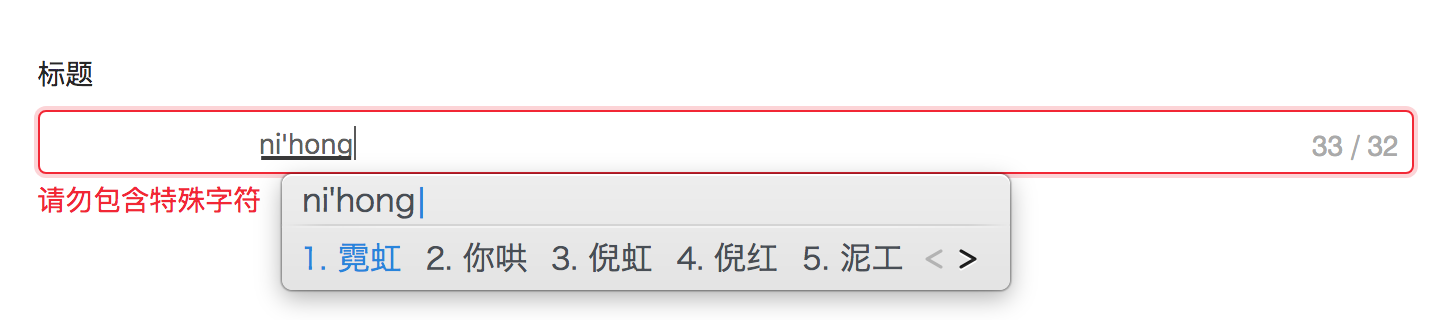 标题
ni'hong
33 / 32
请勿包含特殊字符
ni'hong
1. 霓虹 2. 你哄 3. 倪虹 4. 倪红 5. 泥工 < >